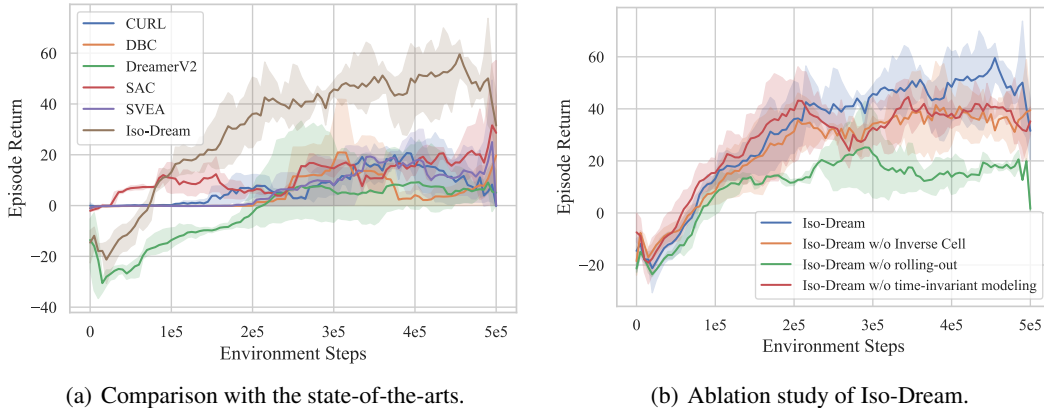 CURL
DBC
DreamerV2
SAC
SVEA
Iso-Dream
60
40
20
0
−20
−40
Episode Return
0 1e5 2e5 3e5 4e5 5e5
Environment Steps
(a) Comparison with the state-of-the-arts.
60
40
20
0
−20
Episode Return
Iso-Dream
Iso-Dream w/o Inverse Cell
Iso-Dream w/o rolling-out
Iso-Dream w/o time-invariant modeling
0 1e5 2e5 3e5 4e5 5e5
Environment Steps
(b) Ablation study of Iso-Dream.